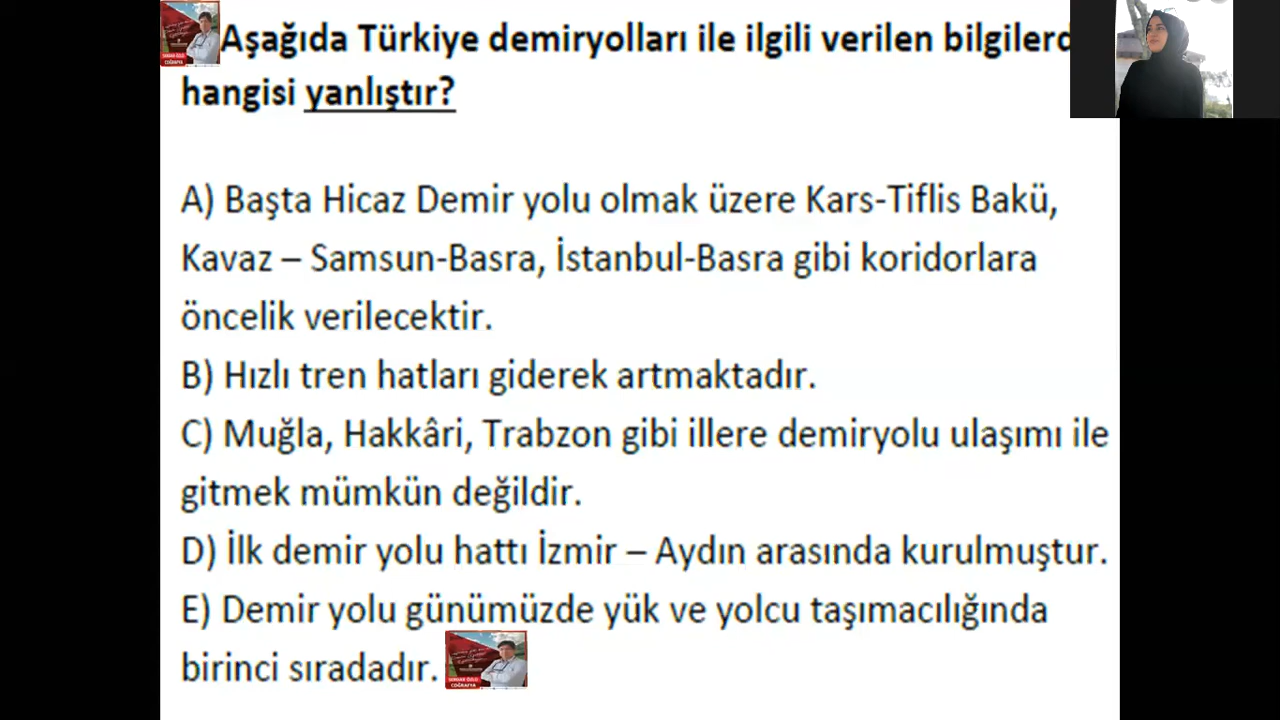 Aşağıda Türkiye demiryolları ile ilgili verilen
hangisi yanlıştır?
A) Başta Hicaz Demir yolu olmak üzere Kars-Tiflis Bakü,
Kavaz – Samsun-Basra, İstanbul-Basra gibi koridorlara
öncelik verilecektir.
B) Hızlı tren hatları giderek artmaktadır.
C) Muğla, Hakkâri, Trabzon gibi illere demiryolu ulaşımı ile
gitmek mümkün değildir.
D) İlk demir yolu hattı İzmir – Aydın arasında kurulmuştur.
E) Demir yolu günümüzde yük ve yolcu taşımacılığında
birinci sıradadır.
COĞRAFYA